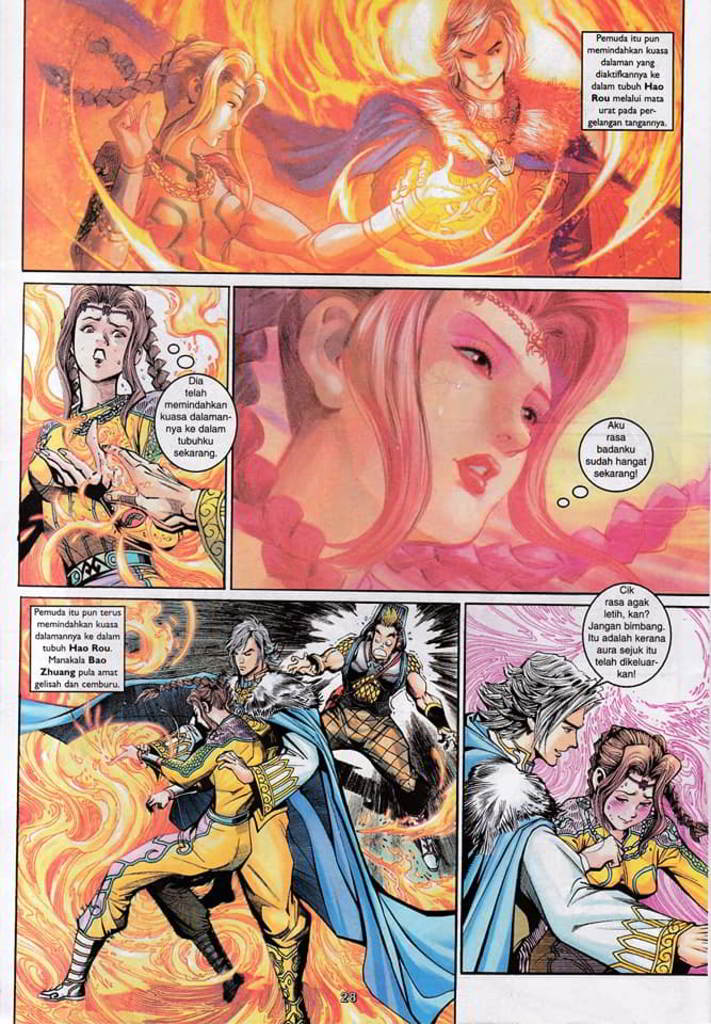 Pemuda itu pun
memindahkan kuasa
dalaman yang
diaktifkannya ke
dalam tubuh Hao
Rou melalui mata
urat pada per-
gelangan tangannya.
Dia
telah
memindahkan
kuasa dalaman-
nya ke dalam
tubuhku
sekarang.
Aku
rasa
badanku
sudah hangat
sekarang!
Pemuda itu pun terus
memindahkan kuasa
dalamannya ke dalam
tubuh Hao Rou.
Manakala Bao
Zhuang pula amat
gelisah dan cemburu.
Cik
rasa agak
letih, kan?
Jangan bimbang.
Itu adalah kerana
aura sejuk itu
telah dikeluar-
kan!
28